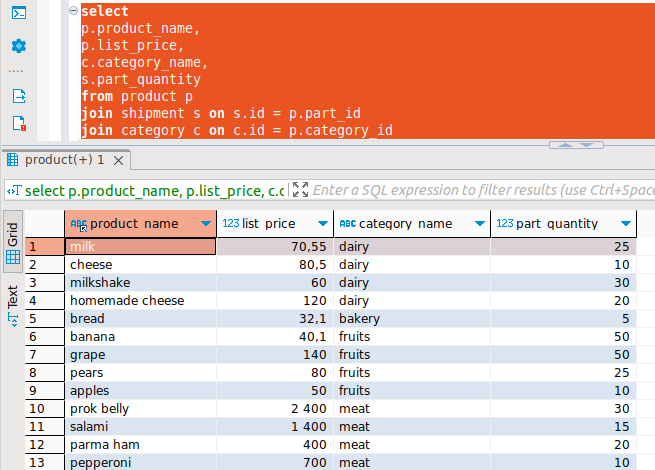 select
p.product_name,
p.list_price,
c.category_name,
s.part_quantity
from product p
join shipment s on s.id = p.part_id
join category c on c.id = p.category_id
product(+) 1
select p.product_name, p.list_price, c.c Enter a SQL expression to filter results (use Ctrl+Space
Grid
Text
ABC product_name 123 list_price ABC category_name 123 part_quantity
1 milk 70,55 dairy 25
2 cheese 80,5 dairy 10
3 milkshake 60 dairy 30
4 homemade cheese 120 dairy 20
5 bread 32,1 bakery 5
6 banana 40,1 fruits 50
7 grape 140 fruits 50
8 pears 80 fruits 25
9 apples 50 fruits 10
10 prok belly 2 400 meat 30
11 salami 1 400 meat 15
12 parma ham 400 meat 20
13 pepperoni 700 meat 10